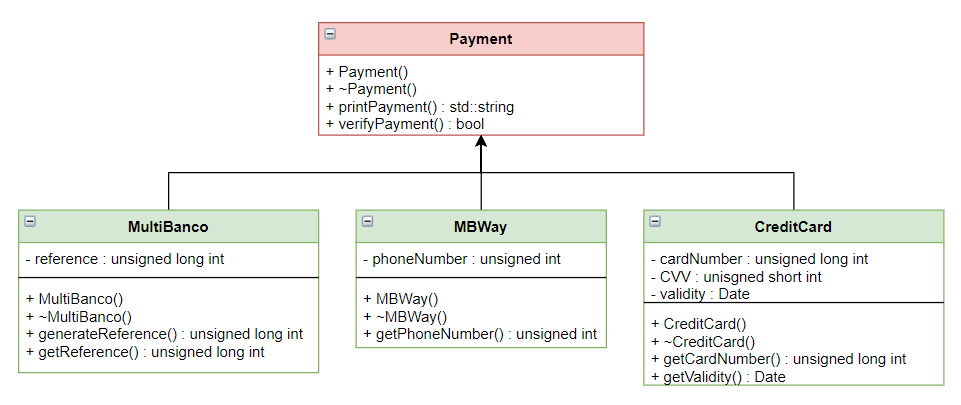 Payment
+ Payment()
+ ~Payment()
+ printPayment() : std::string
+ verifyPayment() : bool
MultiBanco
- reference : unsigned long int
+ MultiBanco()
+ ~MultiBanco()
+ generateReference() : unsigned long int
+ getReference() : unsigned long int
MBWay
- phoneNumber : unsigned int
+ MBWay()
+ ~MBWay()
+ getPhoneNumber() : unsigned int
CreditCard
- cardNumber : unsigned long int
- CVV : unisgned short int
- validity : Date
+ CreditCard()
+ ~CreditCard()
+ getCardNumber() : unsigned long int
+ getValidity() : Date